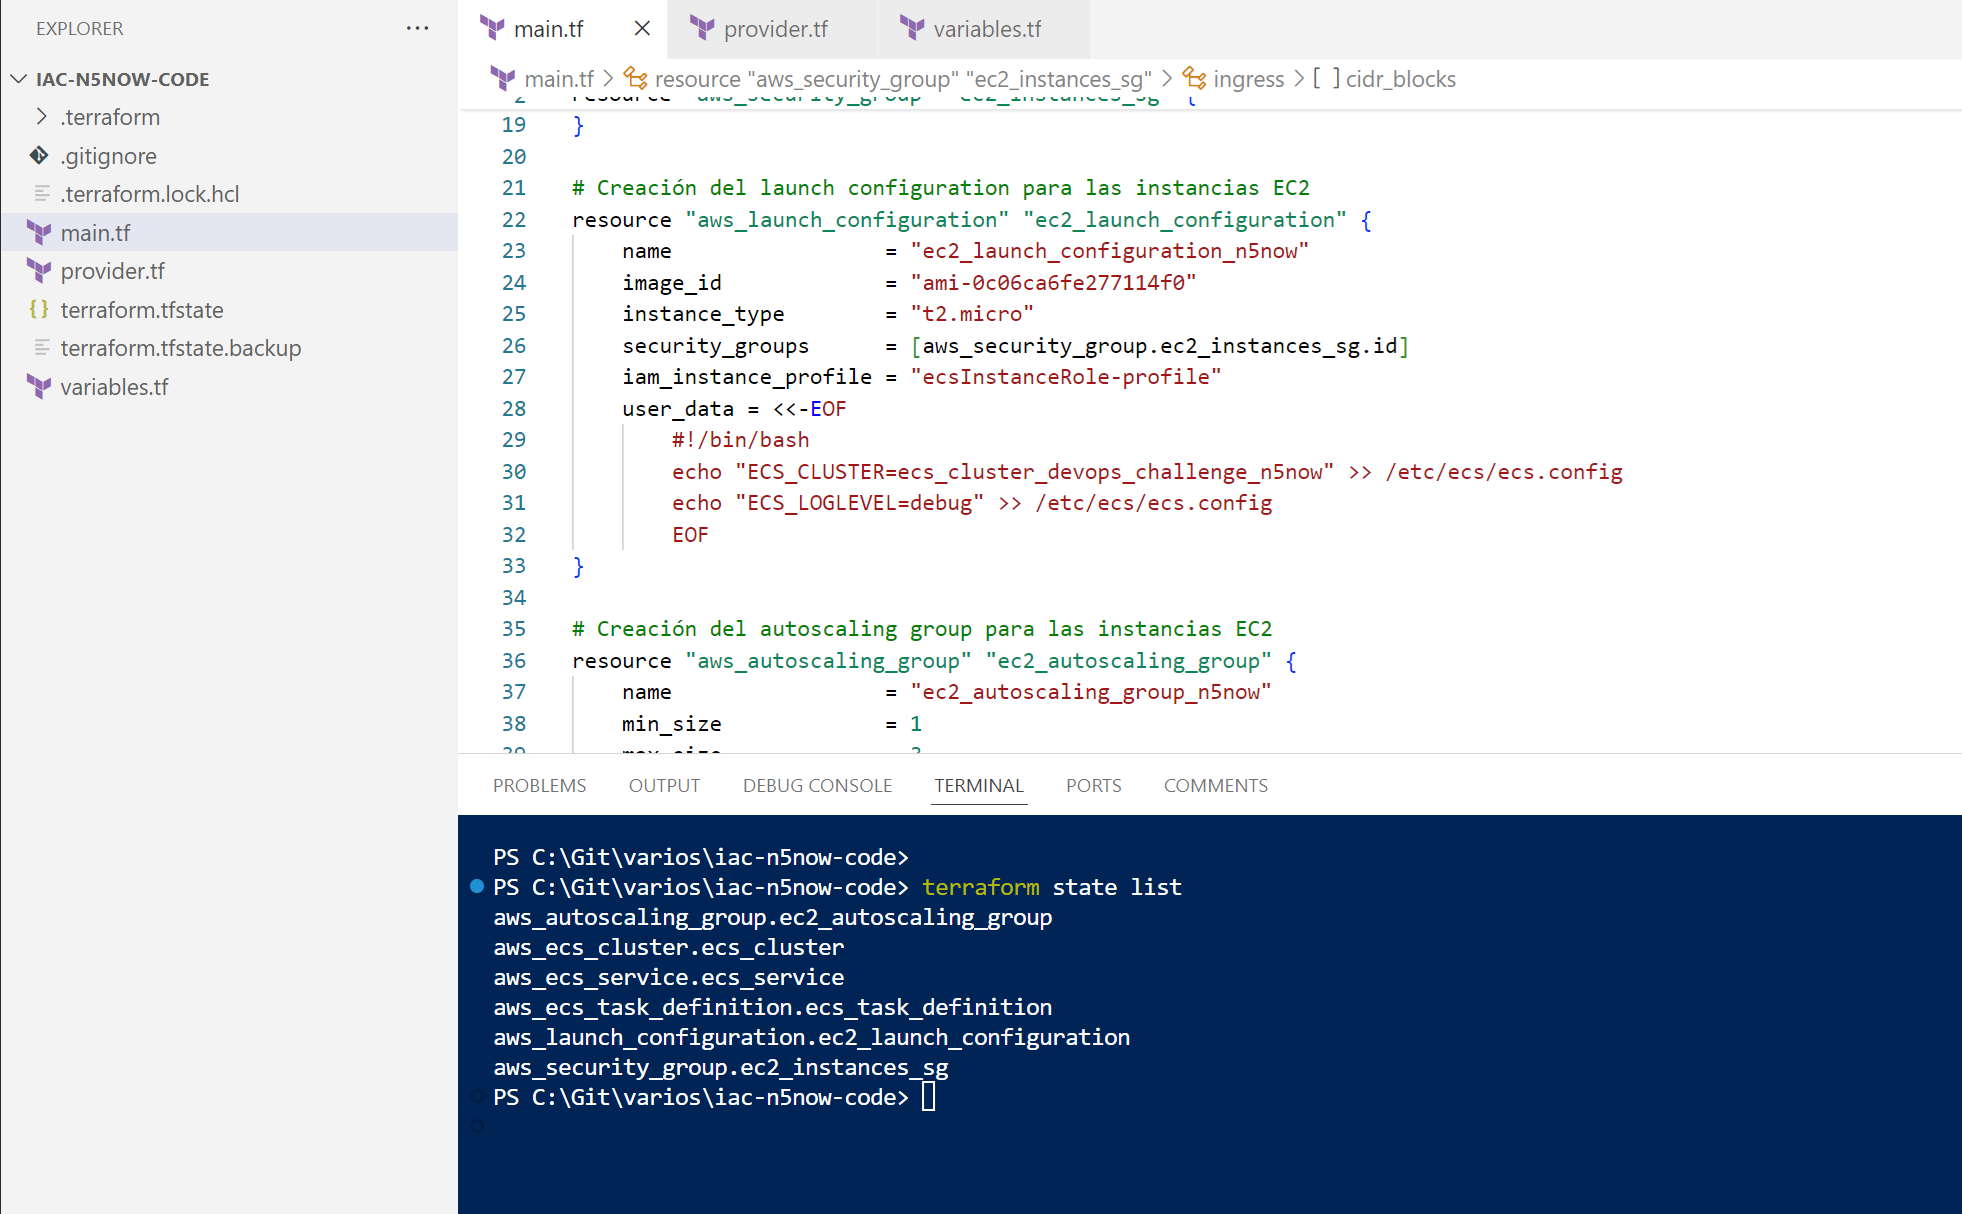 EXPLORER
IAC-N5NOW-CODE
.terraform
.gitignore
.terraform.lock.hcl
main.tf
provider.tf
terraform.tfstate
terraform.tfstate.backup
variables.tf
main.tf provider.tf variables.tf
main.tf > resource "aws_security_group" "ec2_instances_sg" > ingress > [ ] cidr_blocks
2 resource "aws_security_group" "ec2_instances_sg" {
19 }
20
21 # Creación del launch configuration para las instancias EC2
22 resource "aws_launch_configuration" "ec2_launch_configuration" {
23 name = "ec2_launch_configuration_n5now"
24 image_id = "ami-0c06ca6fe277114f0"
25 instance_type = "t2.micro"
26 security_groups = [aws_security_group.ec2_instances_sg.id]
27 iam_instance_profile = "ecsInstanceRole-profile"
28 user_data = <<-EOF
29 #!/bin/bash
30 echo "ECS_CLUSTER=ecs_cluster_devops_challenge_n5now" >> /etc/ecs/ecs.config
31 echo "ECS_LOGLEVEL=debug" >> /etc/ecs/ecs.config
32 EOF
33 }
34
35 # Creación del autoscaling group para las instancias EC2
36 resource "aws_autoscaling_group" "ec2_autoscaling_group" {
37 name = "ec2_autoscaling_group_n5now"
38 min_size = 1
39 max_size
PROBLEMS OUTPUT DEBUG CONSOLE TERMINAL PORTS COMMENTS
PS C:\Git\varios\iac-n5now-code>
PS C:\Git\varios\iac-n5now-code> terraform state list
aws_autoscaling_group.ec2_autoscaling_group
aws_ecs_cluster.ecs_cluster
aws_ecs_service.ecs_service
aws_ecs_task_definition.ecs_task_definition
aws_launch_configuration.ec2_launch_configuration
aws_security_group.ec2_instances_sg
PS C:\Git\varios\iac-n5now-code>